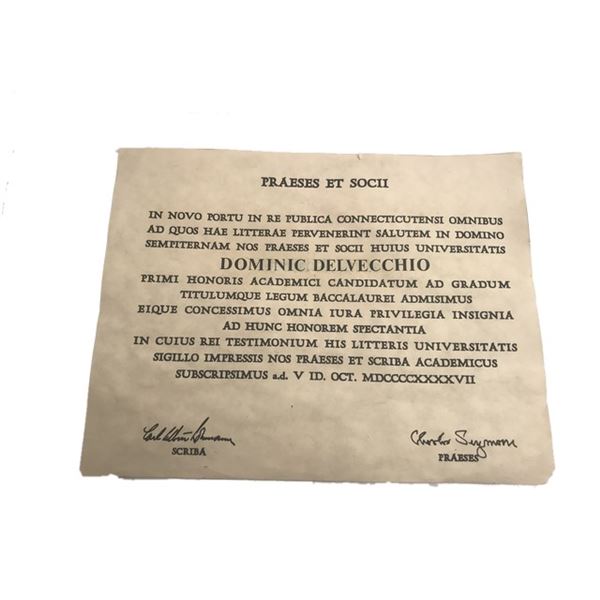 PRAESES ET SOCII
IN NOVO PORTU IN RE PUBLICA CONNECTICUTENSI OMNIBUS
AD QUOS HAE LITTERAE PERVENERINT SALUTEM IN DOMINO
SEMPITERNAM NOS PRAESES ET SOCII HUIUS UNIVERSITATIS
DOMINIC DELVECCHIO
PRIMI HONORIS ACADEMICI CANDIDATUM AD GRADUM
TITULUMQUE LEGUM BACCALAUREI ADMISIMUS
EIQUE CONCESSIMUS OMNIA IURA PRIVILEGIA INSIGNIA
AD HUNC HONOREM SPECTANTIA
IN CUIUS REI TESTIMONIUM HIS LITTERIS UNIVERSITATIS
SIGILLO IMPRESSIS NOS PRAESES ET SCRIBA ACADEMICUS
SUBSCRIPSIMUS a.d. V ID. OCT. MDCCCCXXXXVII
Charles Seymour
SCRIBA
PRAESES